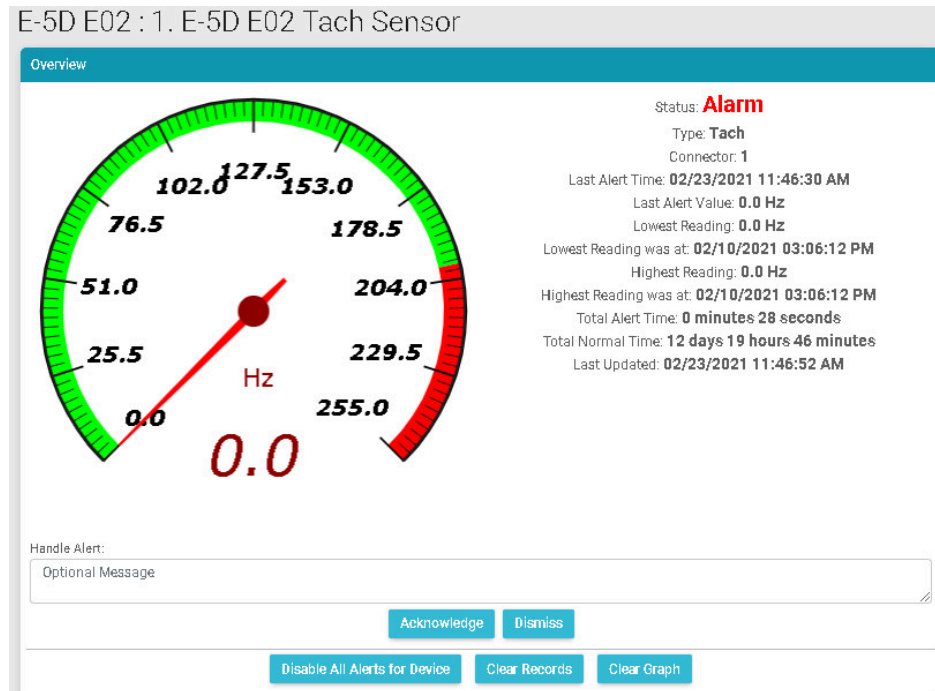 E-5D E02 : 1. E-5D E02 Tach Sensor
Overview
127.5
102.0
153.0
76.5
178.5
51.0
204.0
25.5
229.5
Hz
0.0
255.0
0.0
Status: Alarm
Type: Tach
Connector: 1
Last Alert Time: 02/23/2021 11:46:30 AM
Last Alert Value: 0.0 Hz
Lowest Reading: 0.0 Hz
Lowest Reading was at: 02/10/2021 03:06:12 PM
Highest Reading: 0.0 Hz
Highest Reading was at: 02/10/2021 03:06:12 PM
Total Alert Time: 0 minutes 28 seconds
Total Normal Time: 12 days 19 hours 46 minutes
Last Updated: 02/23/2021 11:46:52 AM
Handle Alert:
Optional Message
Acknowledge
Dismiss
Disable All Alerts for Device
Clear Records
Clear Graph